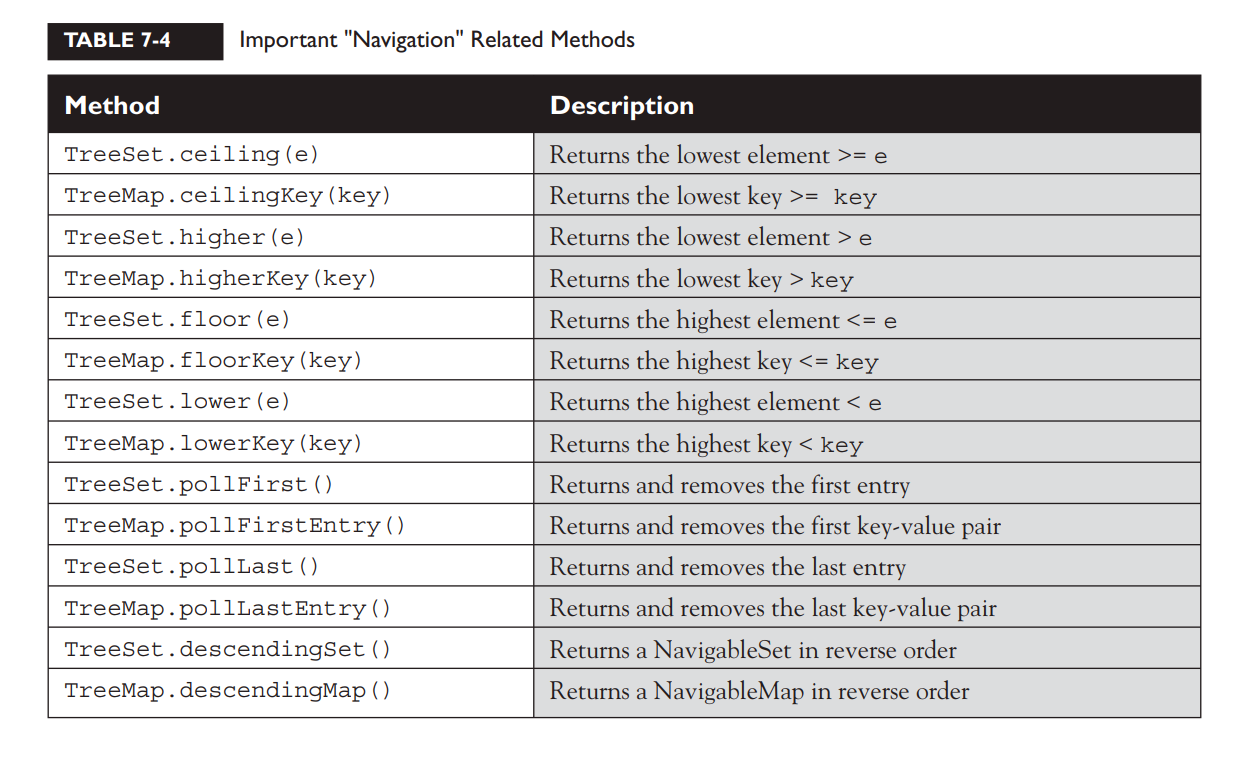 TABLE 7-4 Important "Navigation" Related Methods
Method Description
TreeSet.ceiling(e) Returns the lowest element >= e
TreeMap.ceilingKey(key) Returns the lowest key >= key
TreeSet.higher(e) Returns the lowest element > e
TreeMap.higherKey(key) Returns the lowest key > key
TreeSet.floor(e) Returns the highest element <= e
TreeMap.floorKey(key) Returns the highest key <= key
TreeSet.lower(e) Returns the highest element < e
TreeMap.lowerKey(key) Returns the highest key < key
TreeSet.pollFirst() Returns and removes the first entry
TreeMap.pollFirstEntry() Returns and removes the first key-value pair
TreeSet.pollLast() Returns and removes the last entry
TreeMap.pollLastEntry() Returns and removes the last key-value pair
TreeSet.descendingSet() Returns a NavigableSet in reverse order
TreeMap.descendingMap() Returns a NavigableMap in reverse order